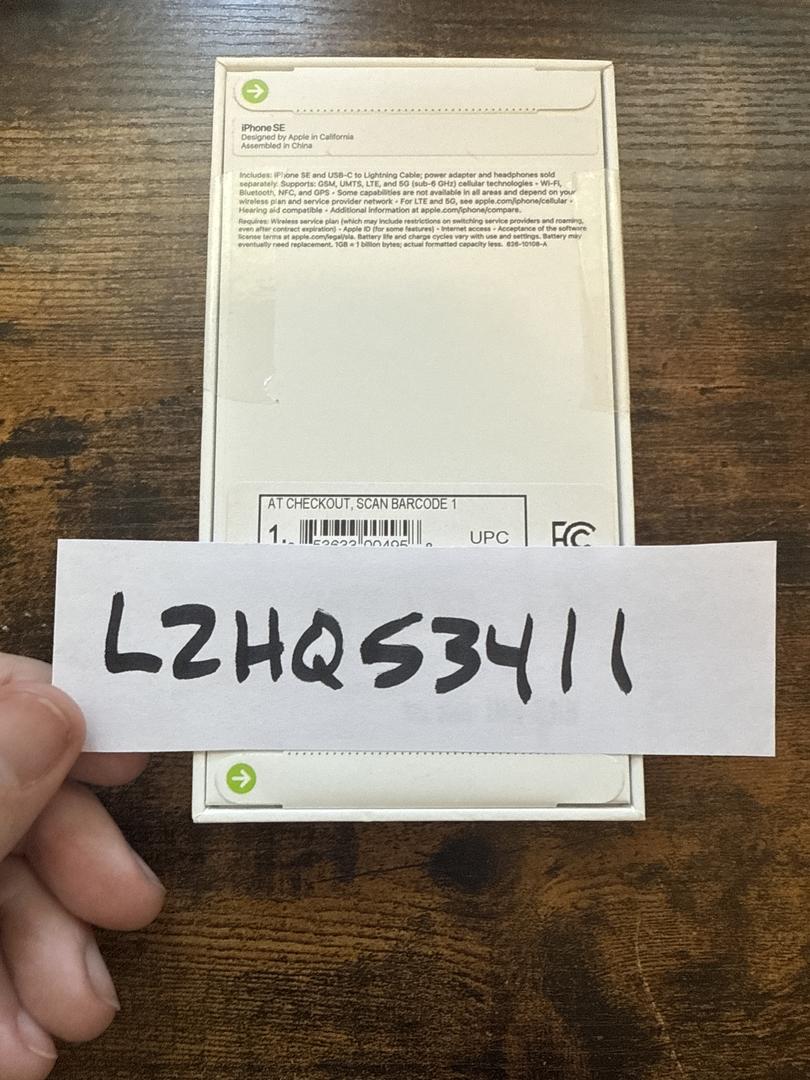 iPhone SE
Designed by Apple in California
Assembled in China
Includes: iPhone SE and USB-C to Lightning Cable; power adapter and headphones sold
separately. Supports: GSM, UMTS, LTE, and 5G (sub-6 GHz) cellular technologies • Wi-Fi,
Bluetooth, NFC, and GPS • Some capabilities are not available in all areas and depend on your
wireless plan and service provider network • For LTE and 5G, see apple.com/iphone/cellular •
Hearing aid compatible • Additional information at apple.com/iphone/compare.
Requires: Wireless service plan (which may include restrictions on switching service providers and roaming,
even after contract expiration) • Apple ID (for some features) • Internet access • Acceptance of the software
license terms at apple.com/legal/sla. Battery life and charge cycles vary with use and settings. Battery may
eventually need replacement. 1GB = 1 billion bytes; actual formatted capacity less. 626-10108-A
AT CHECKOUT, SCAN BARCODE 1
1. UPC FC
53633 00495
LZHQ53411